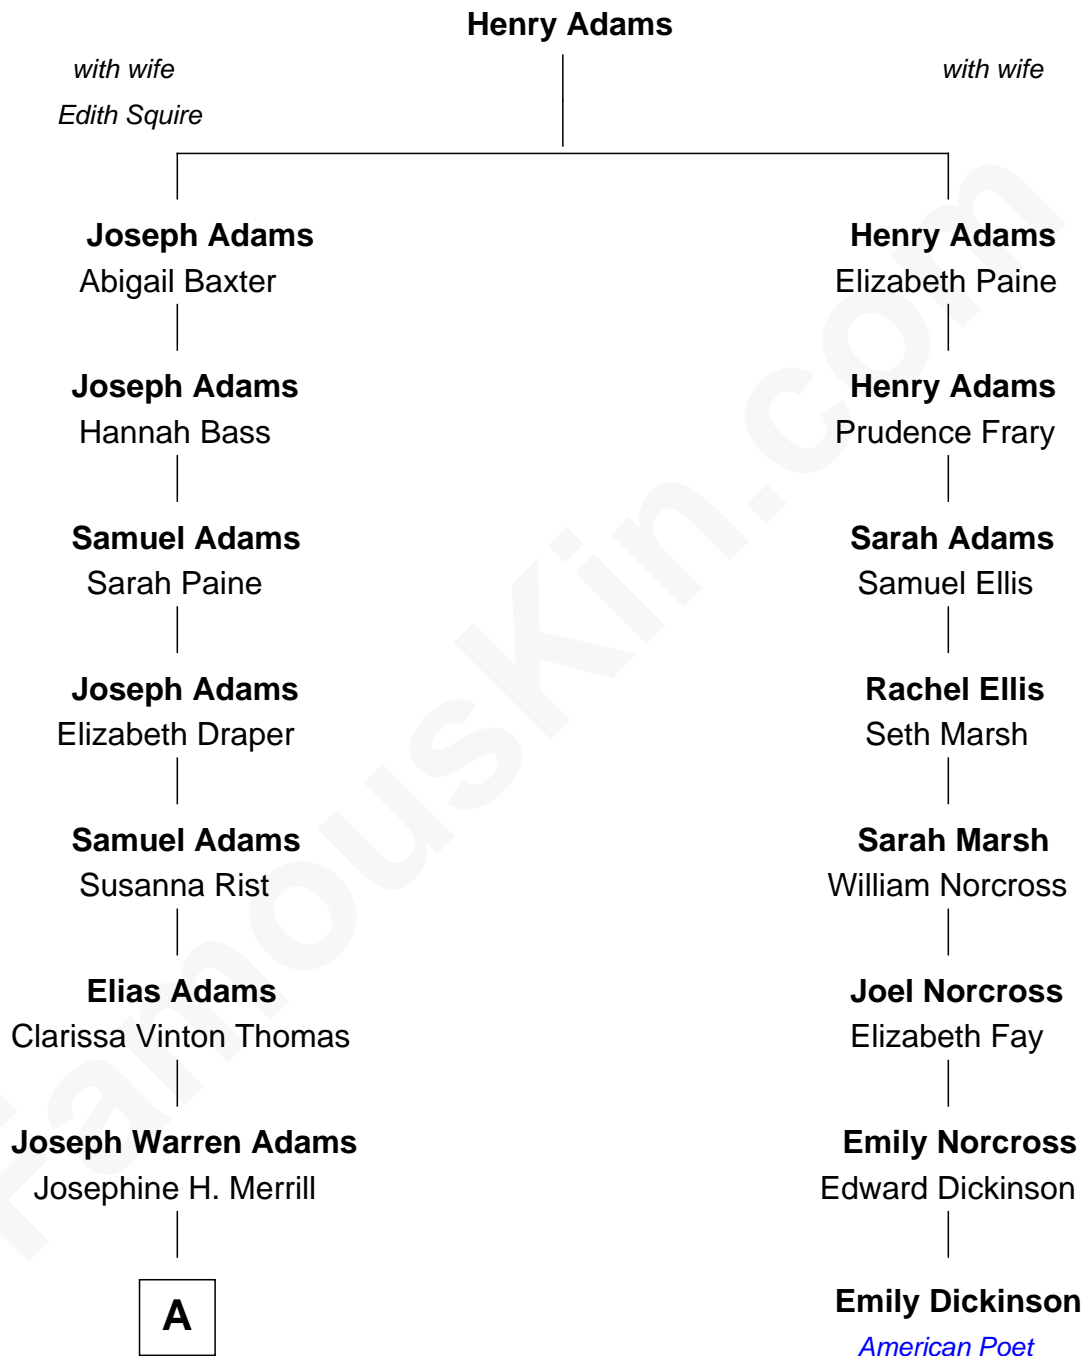 Henry Adams
with wife
Edith Squire
with wife
Joseph Adams
Abigail Baxter
Henry Adams
Elizabeth Paine
Joseph Adams
Hannah Bass
Henry Adams
Prudence Frary
Samuel Adams
Sarah Paine
Sarah Adams
Samuel Ellis
Joseph Adams
Elizabeth Draper
Rachel Ellis
Seth Marsh
Samuel Adams
Susanna Rist
Sarah Marsh
William Norcross
Elias Adams
Clarissa Vinton Thomas
Joel Norcross
Elizabeth Fay
Joseph Warren Adams
Josephine H. Merrill
Emily Norcross
Edward Dickinson
A
Emily Dickinson
American Poet
FamousKin.com